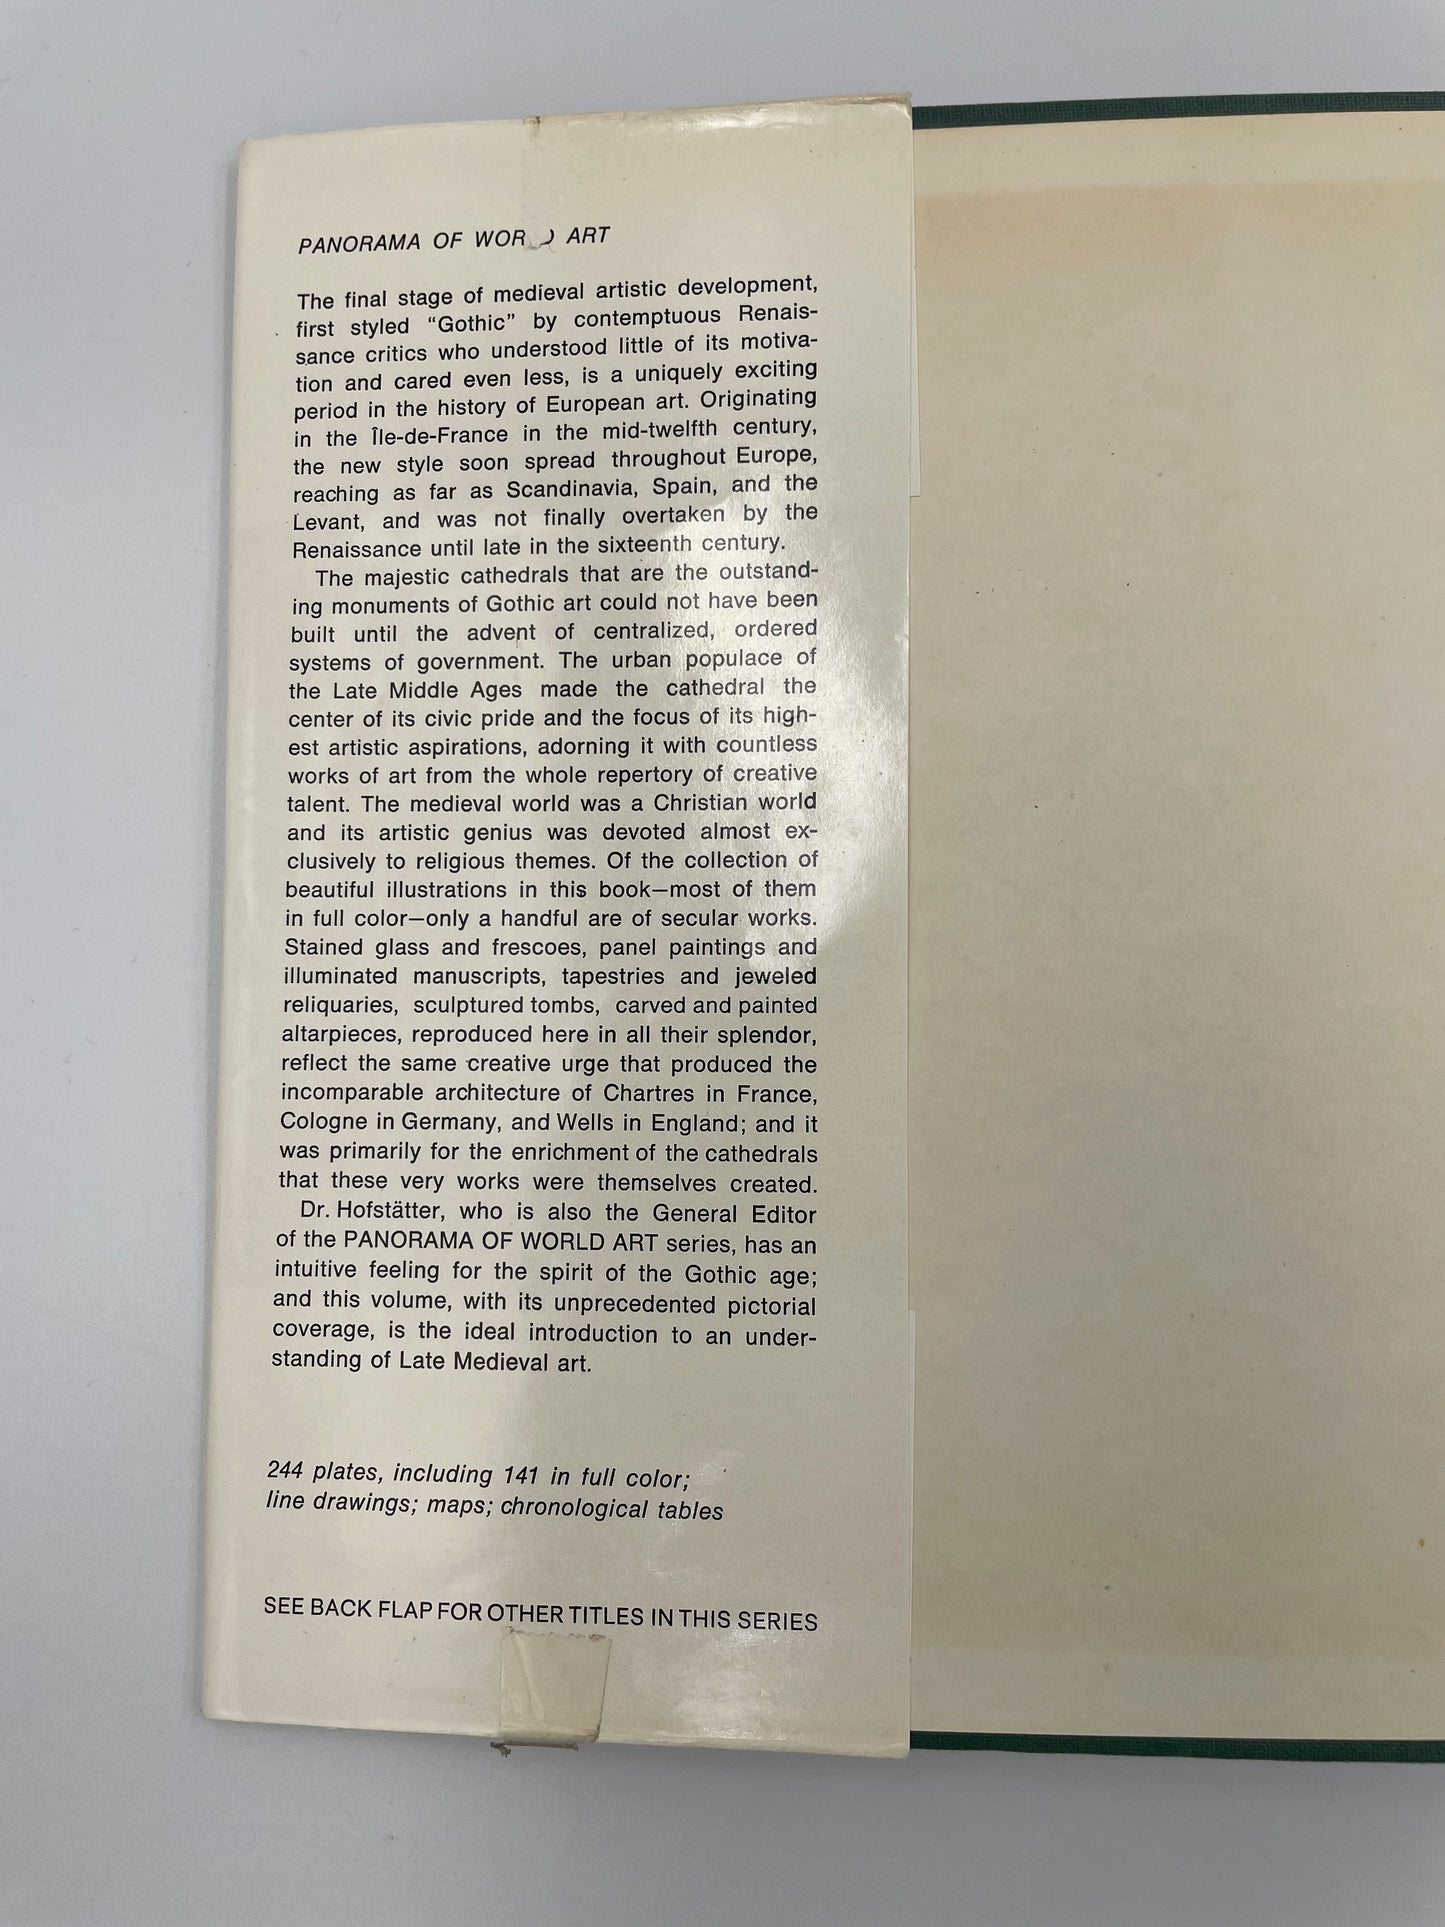 PANORAMA OF WORLD ART
The final stage of medieval artistic development,
first styled “Gothic” by contemptuous Renais-
sance critics who understood little of its motiva-
tion and cared even less, is a uniquely exciting
period in the history of European art. Originating
in the Île-de-France in the mid-twelfth century,
the new style soon spread throughout Europe,
reaching as far as Scandinavia, Spain, and the
Levant, and was not finally overtaken by the
Renaissance until late in the sixteenth century.
The majestic cathedrals that are the outstand-
ing monuments of Gothic art could not have been
built until the advent of centralized, ordered
systems of government. The urban populace of
the Late Middle Ages made the cathedral the
center of its civic pride and the focus of its high-
est artistic aspirations, adorning it with countless
works of art from the whole repertory of creative
talent. The medieval world was a Christian world
and its artistic genius was devoted almost ex-
clusively to religious themes. Of the collection of
beautiful illustrations in this book—most of them
in full color—only a handful are of secular works.
Stained glass and frescoes, panel paintings and
illuminated manuscripts, tapestries and jeweled
reliquaries, sculptured tombs, carved and painted
altarpieces, reproduced here in all their splendor,
reflect the same creative urge that produced the
incomparable architecture of Chartres in France,
Cologne in Germany, and Wells in England; and it
was primarily for the enrichment of the cathedrals
that these very works were themselves created.
Dr. Hofstätter, who is also the General Editor
of the PANORAMA OF WORLD ART series, has an
intuitive feeling for the spirit of the Gothic age;
and this volume, with its unprecedented pictorial
coverage, is the ideal introduction to an under-
standing of Late Medieval art.
244 plates, including 141 in full color;
line drawings; maps; chronological tables
SEE BACK FLAP FOR OTHER TITLES IN THIS SERIES